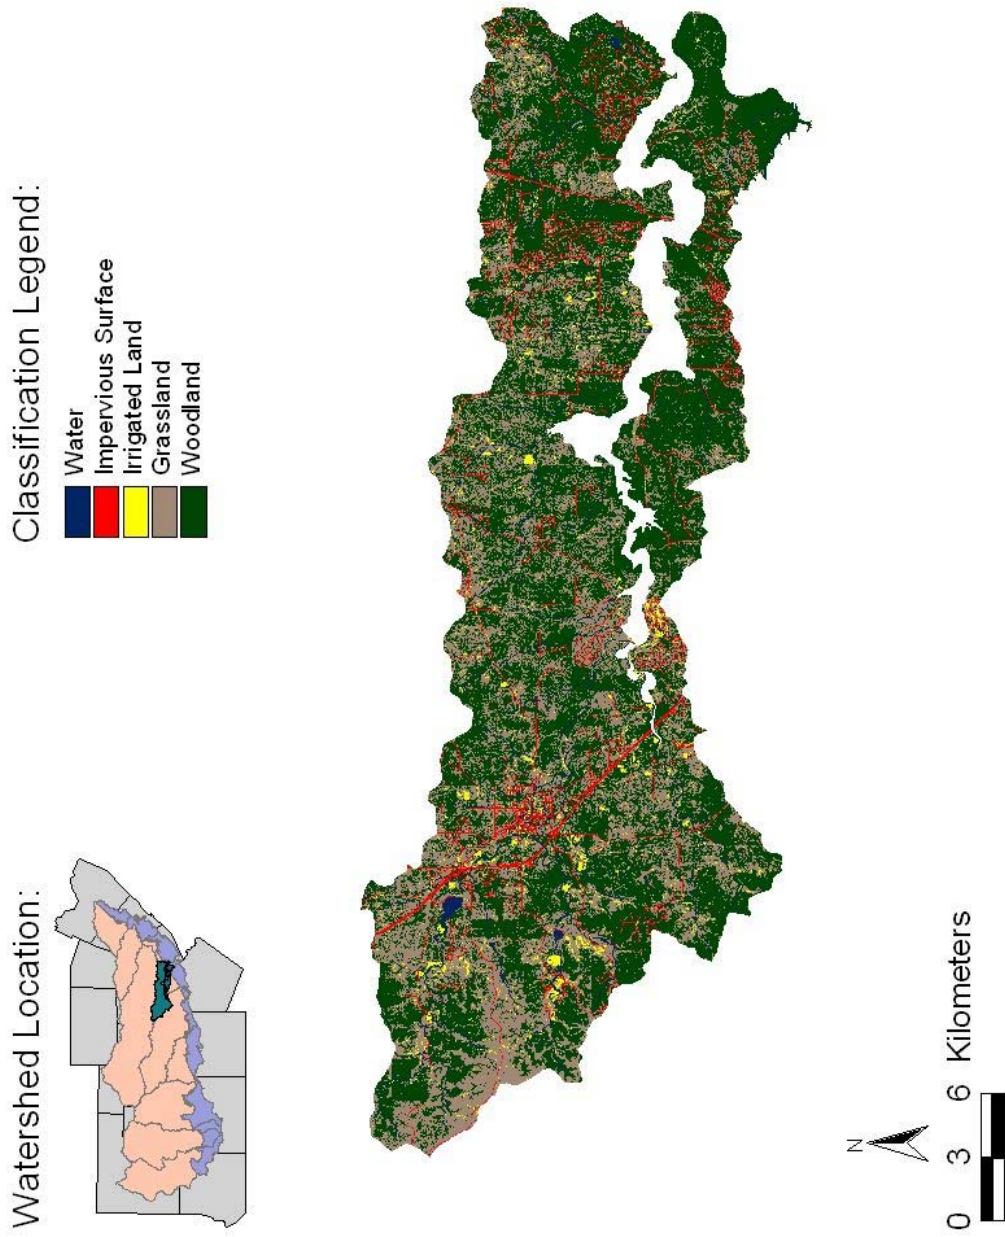 Watershed Location:
Classification Legend:
Water
Impervious Surface
Irrigated Land
Grassland
Woodland
N
0 3 6 Kilometers